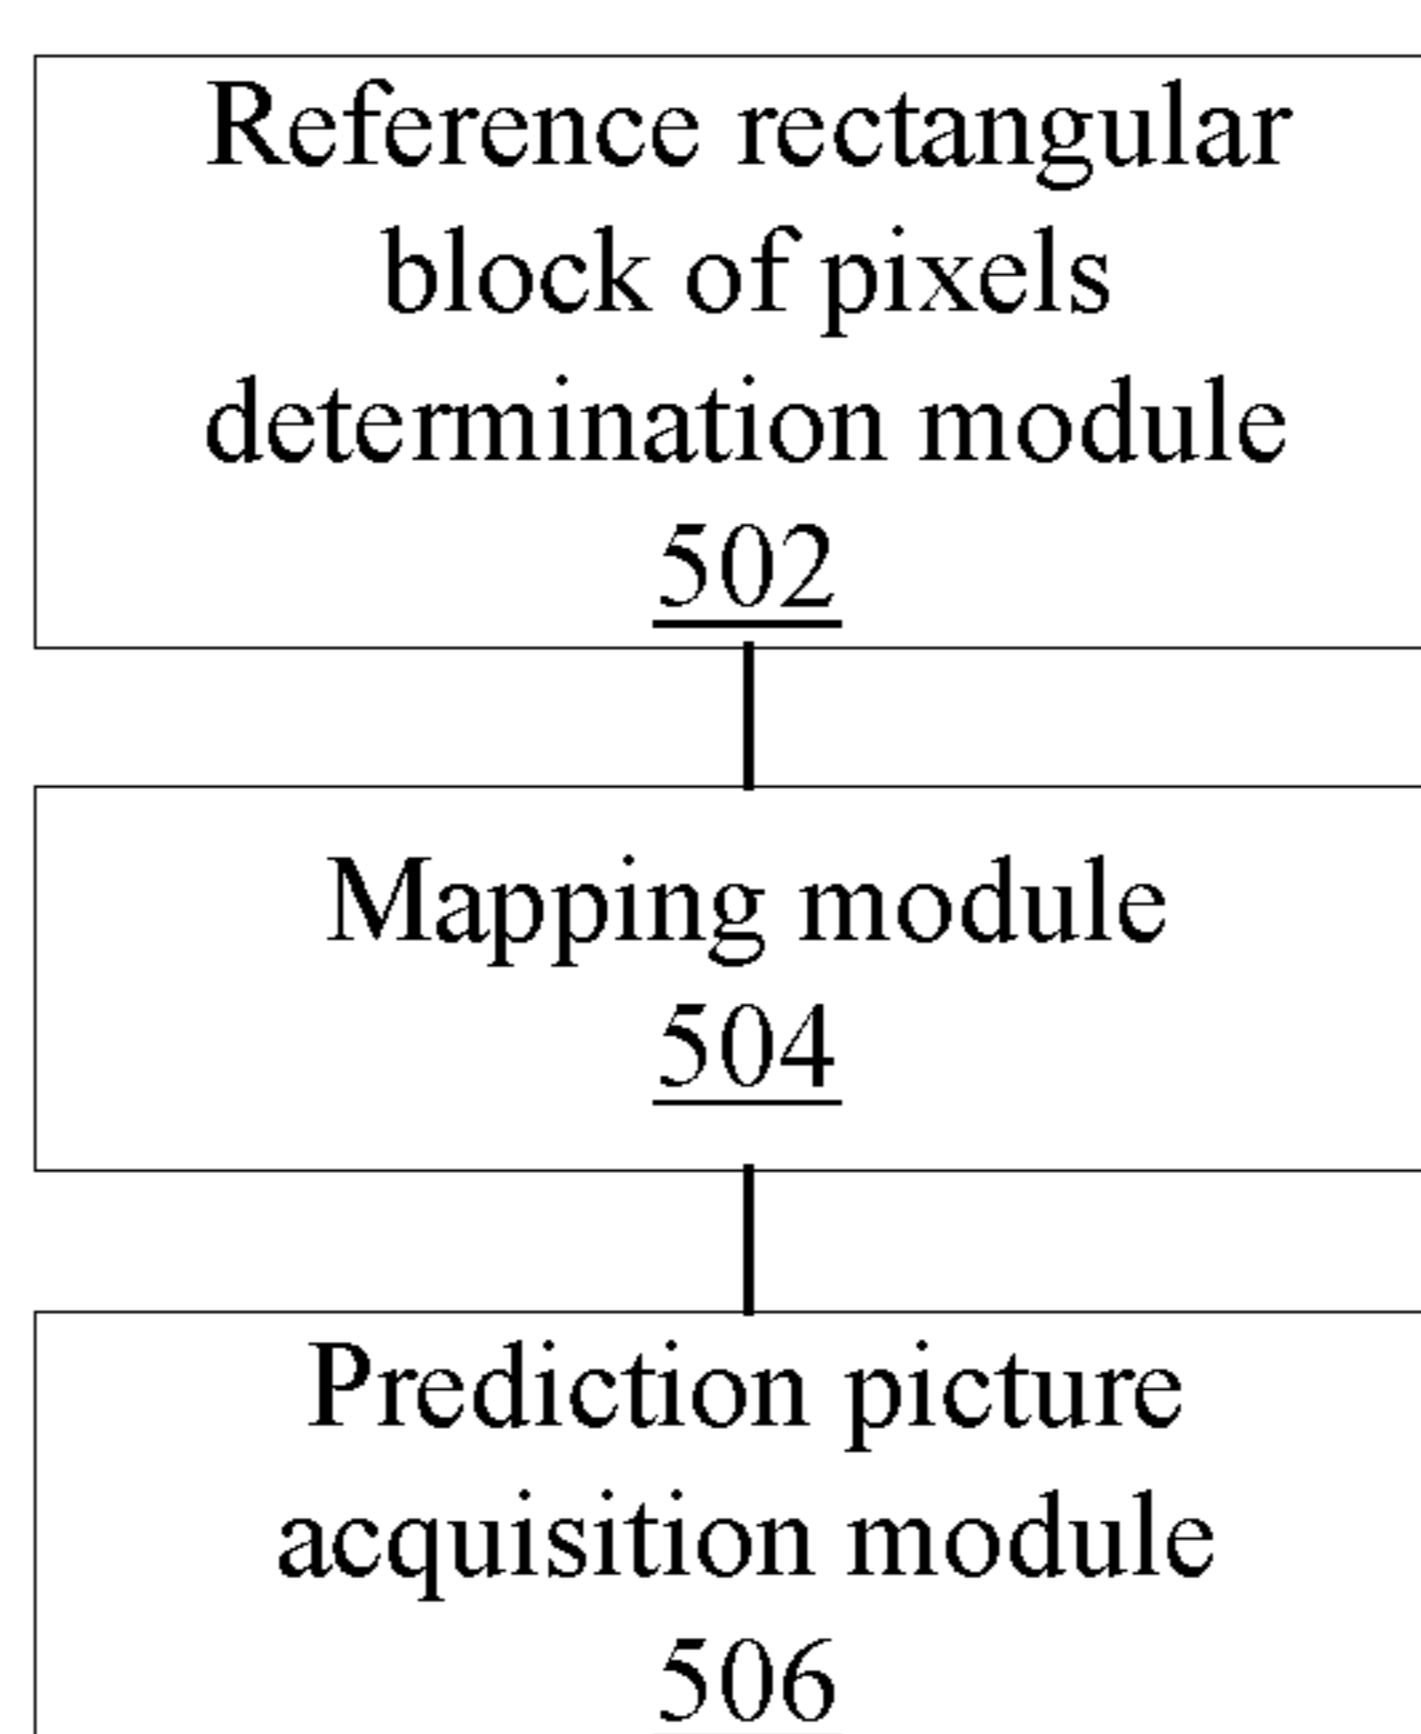 Reference rectangular
block of pixels
determination module
502
Mapping module
504
Prediction picture
acquisition module
506